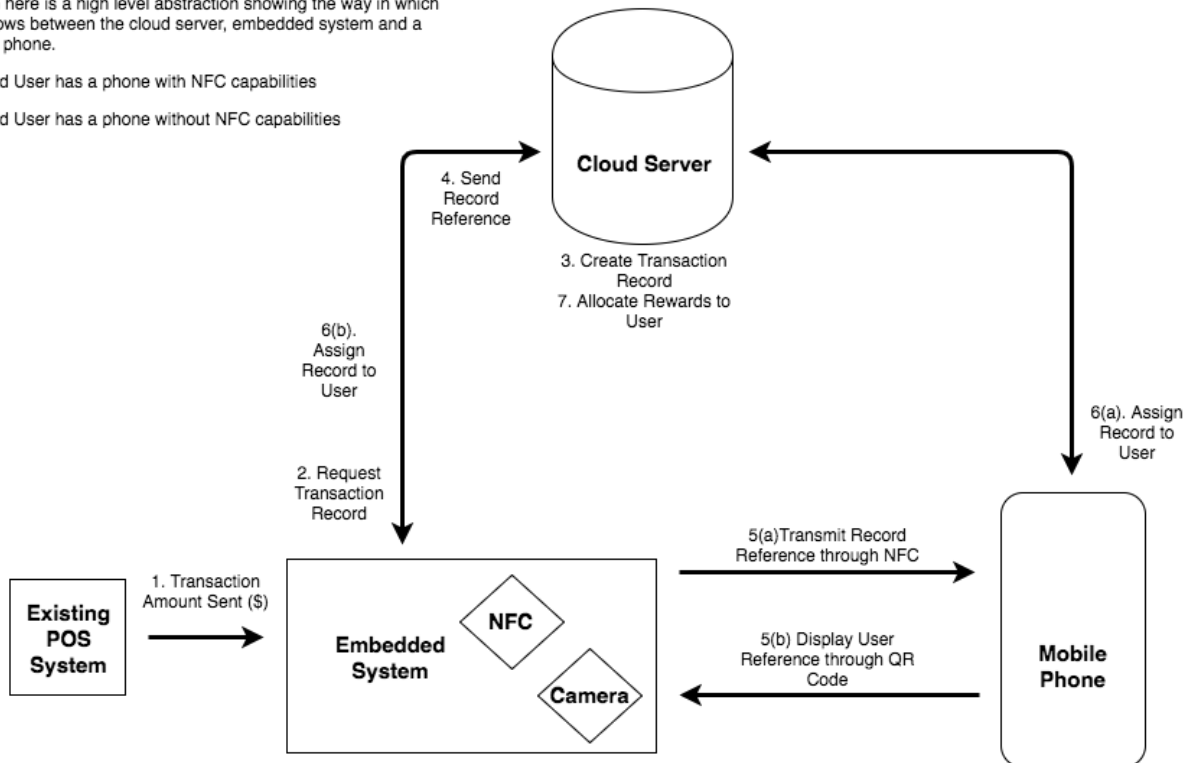 here is a high level abstraction showing the way in which
between the cloud server, embedded system and a
phone.
User has a phone with NFC capabilities
User has a phone without NFC capabilities
Cloud Server
4. Send
Record
Reference
3. Create Transaction
Record
7. Allocate Rewards to
User
6(b).
Assign
Record to
User
6(a). Assign
Record to
User
2. Request
Transaction
Record
1. Transaction
Amount Sent ($)
Existing
POS
System
Embedded
System
NFC
Camera
5(a)Transmit Record
Reference through NFC
5(b) Display User
Reference through QR
Code
Mobile
Phone